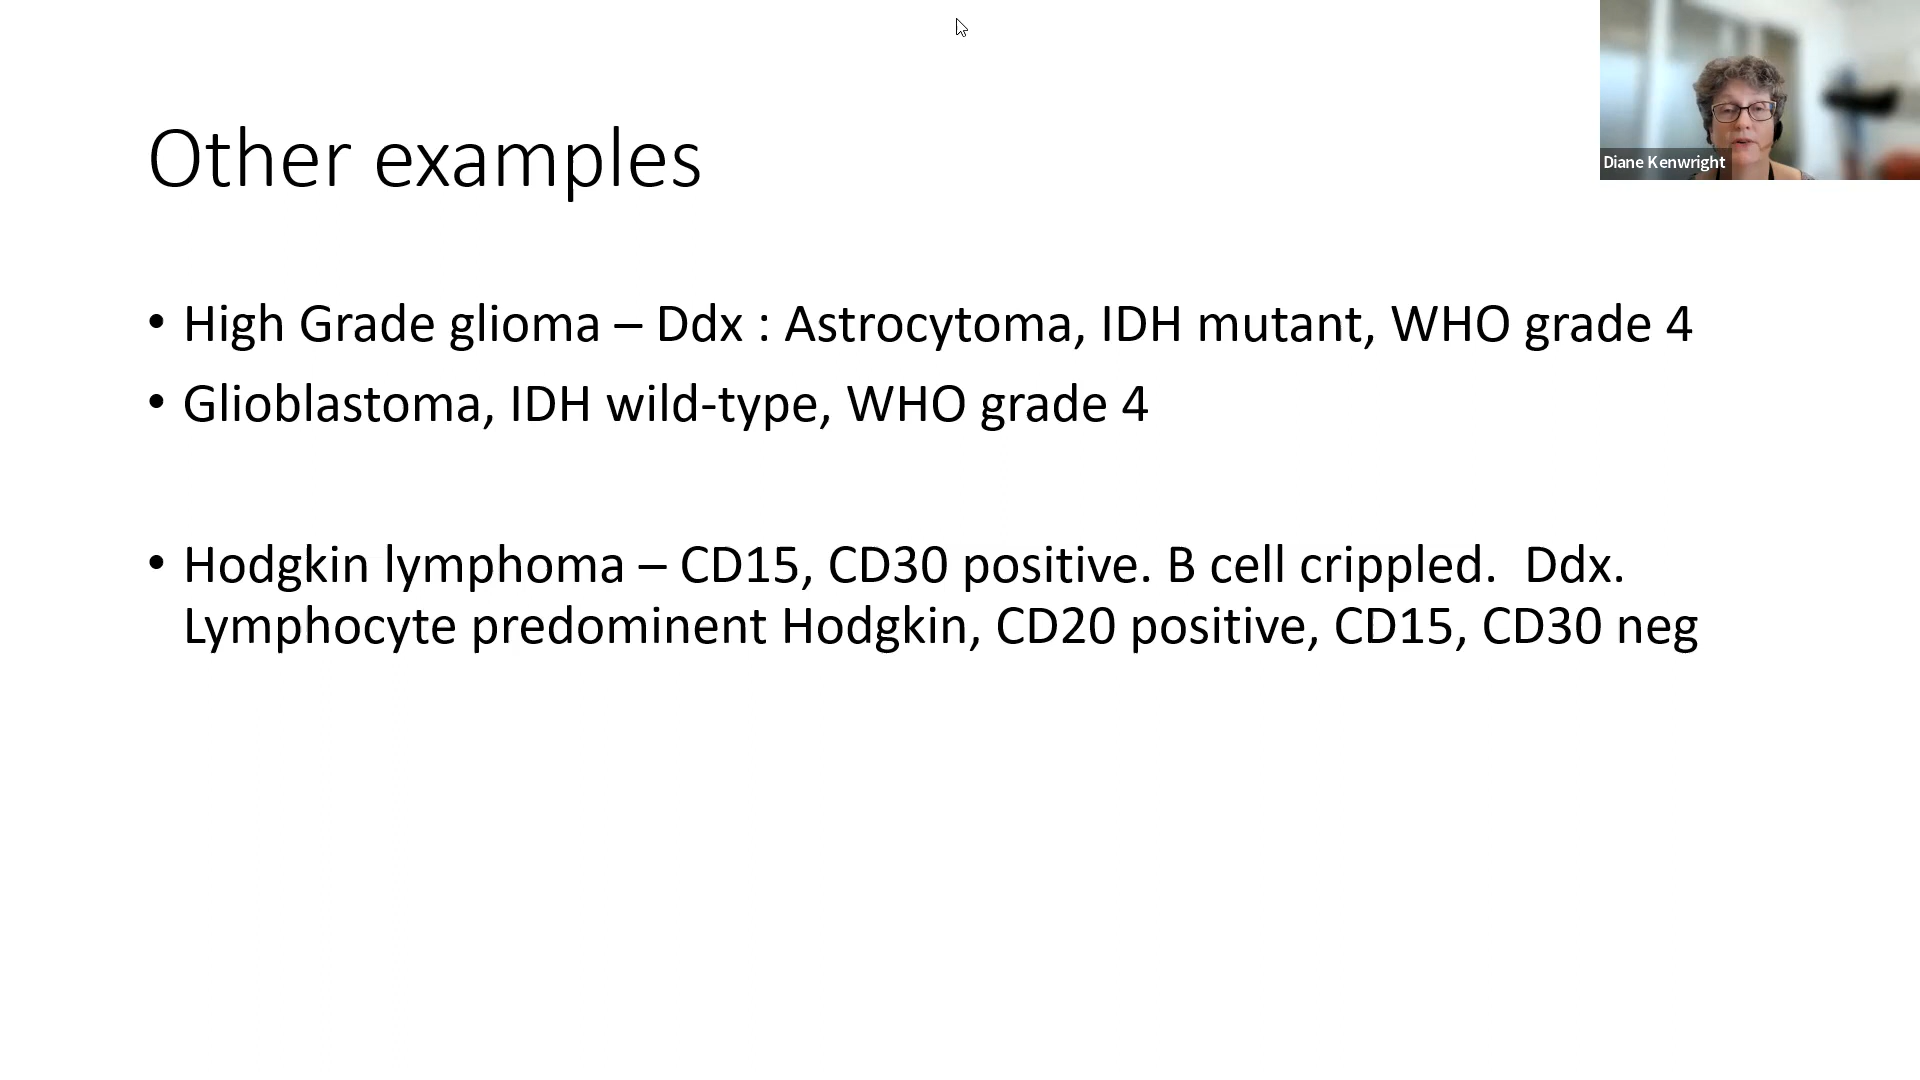 Diane Kenwright
Other examples
• High Grade glioma – Ddx : Astrocytoma, IDH mutant, WHO grade 4
• Glioblastoma, IDH wild-type, WHO grade 4
• Hodgkin lymphoma – CD15, CD30 positive. B cell crippled.  Ddx.
Lymphocyte predominent Hodgkin, CD20 positive, CD15, CD30 neg